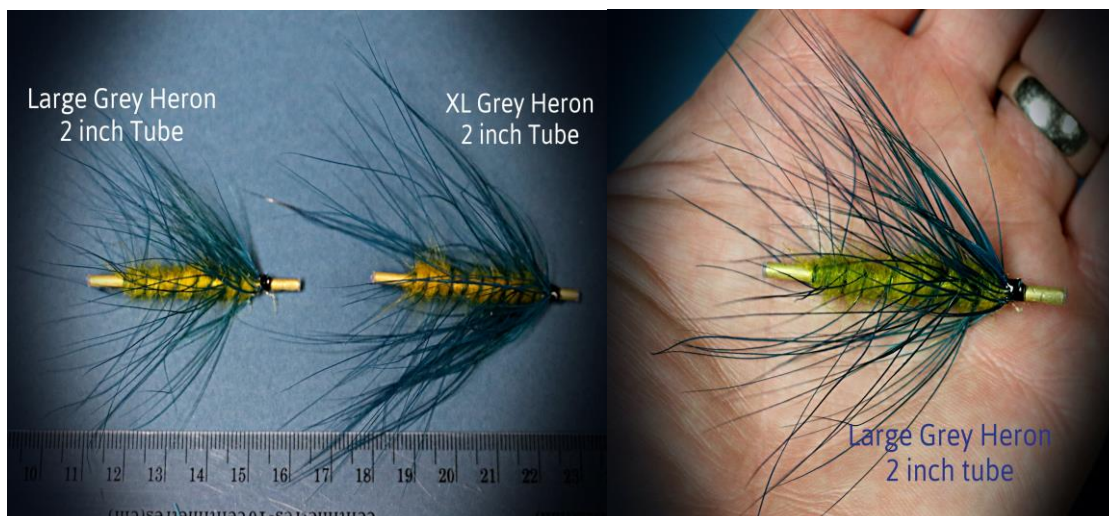 Large Grey Heron
2 inch Tube
XL Grey Heron
2 inch Tube
10 11 12 13 14 15 16 17 18 19 20 21 22 23
Large Grey Heron
2 inch tube